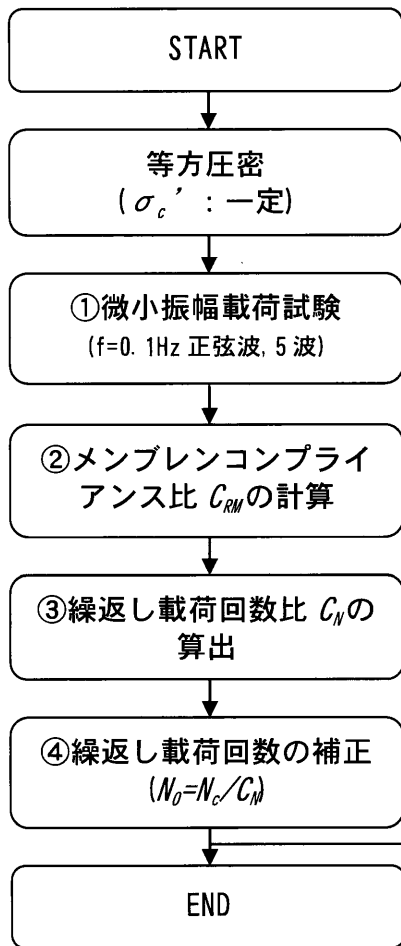 START
等方圧密
(σc’：一定)
①微小振幅載荷試験
(f=0.1Hz 正弦波, 5波)
②メンブレンコンプライ
アンス比 CRMの計算
③繰返し載荷回数比 CNの
算出
④繰返し載荷回数の補正
(N0=Nc/CN)
END